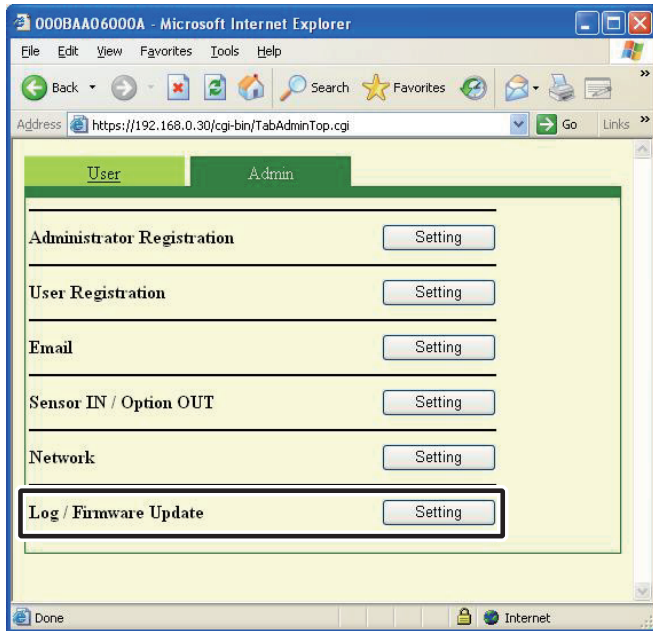 000BAA06000A - Microsoft Internet Explorer
File Edit View Favorites Tools Help
Back Search Favorites »
Address https://192.168.0.30/cgi-bin/TabAdminTop.cgi Go Links »
User Admin
Administrator Registration Setting
User Registration Setting
Email Setting
Sensor IN / Option OUT Setting
Network Setting
Log / Firmware Update Setting
Done Internet